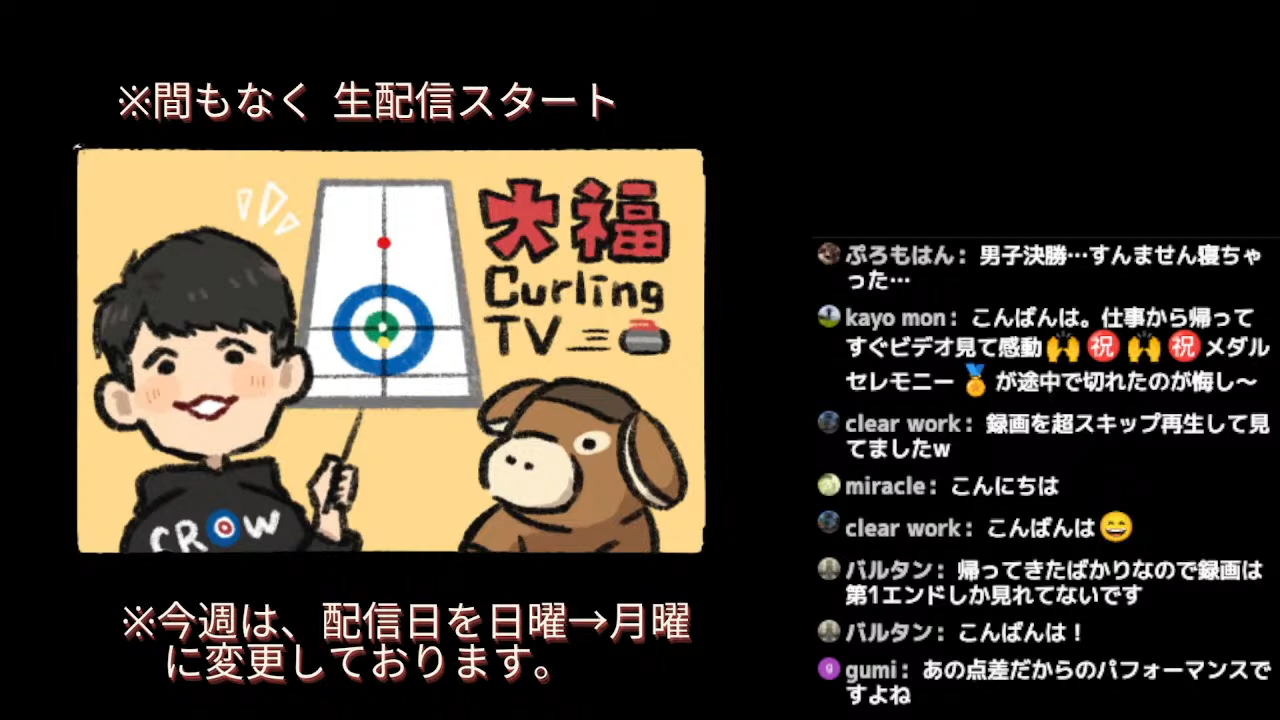 ※間もなく 生配信スタート
大福
Curling
TV
CROW
※今週は、配信日を日曜→月曜
に変更しております。
ぷろもはん： 男子決勝…すんません寝ちゃ
った…
kayo mon： こんばんは。仕事から帰って
すぐビデオ見て感動🙌㊗️🙌㊗️メダル
セレモニー🏅が途中で切れたのが悔し〜
clear work： 録画を超スキップ再生して見
てましたw
miracle： こんにちは
clear work： こんばんは😄
バルタン： 帰ってきたばかりなので録画は
第1エンドしか見れてないです
バルタン： こんばんは！
9 gumi： あの点差だからのパフォーマンスで
すよね